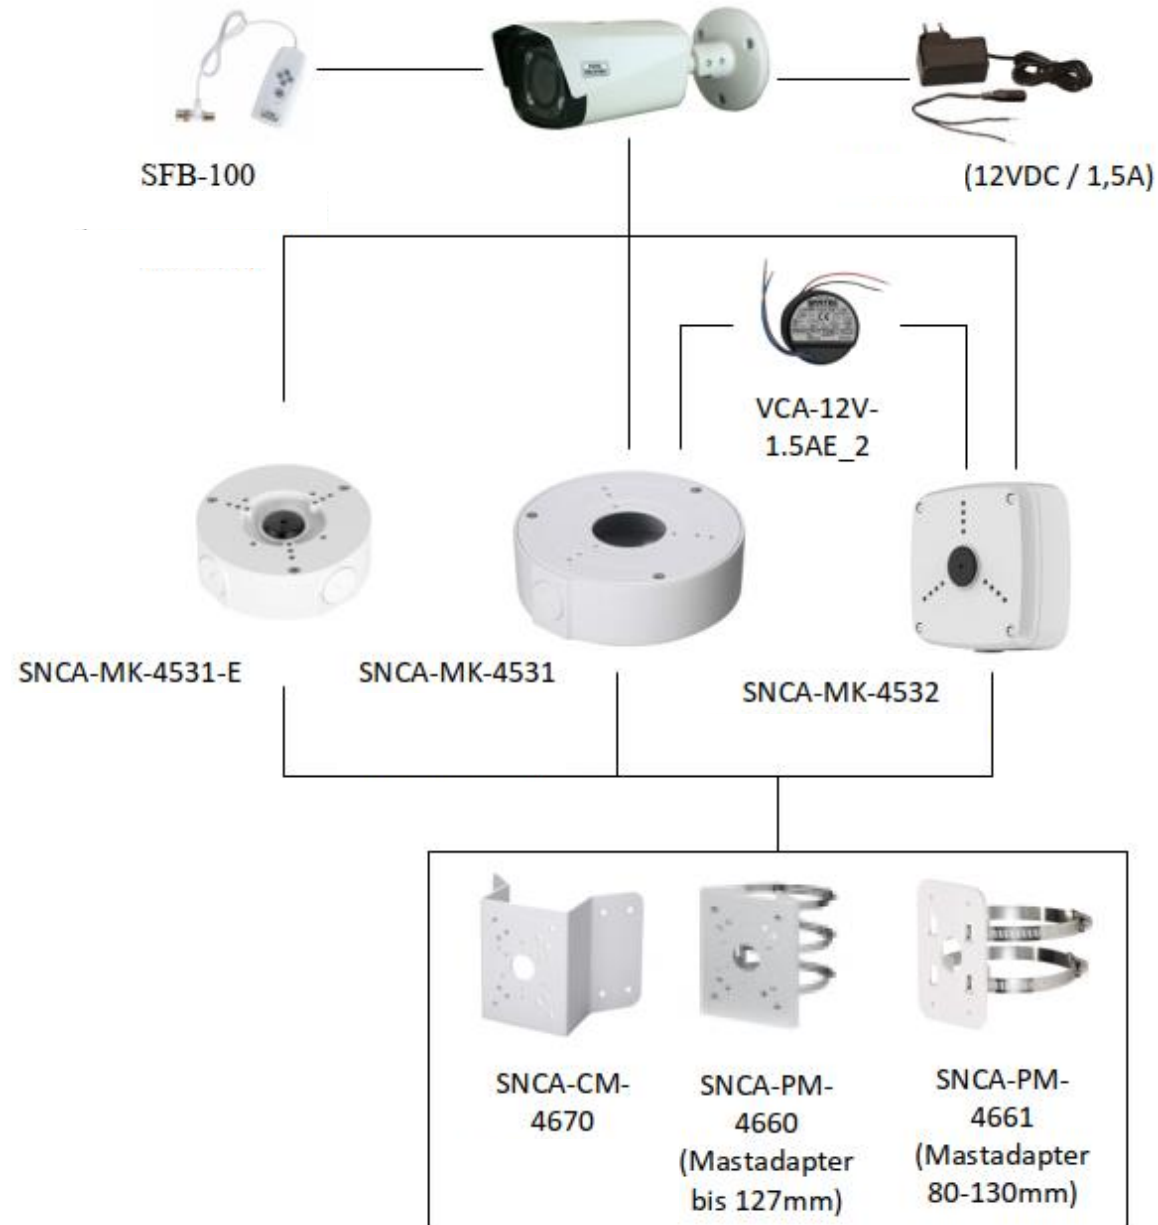 SFB-100
(12VDC / 1,5A)
VCA-12V-
1.5AE_2
SNCA-MK-4531-E
SNCA-MK-4531
SNCA-MK-4532
SNCA-CM-
4670
SNCA-PM-
4660
(Mastadapter
bis 127mm)
SNCA-PM-
4661
(Mastadapter
80-130mm)